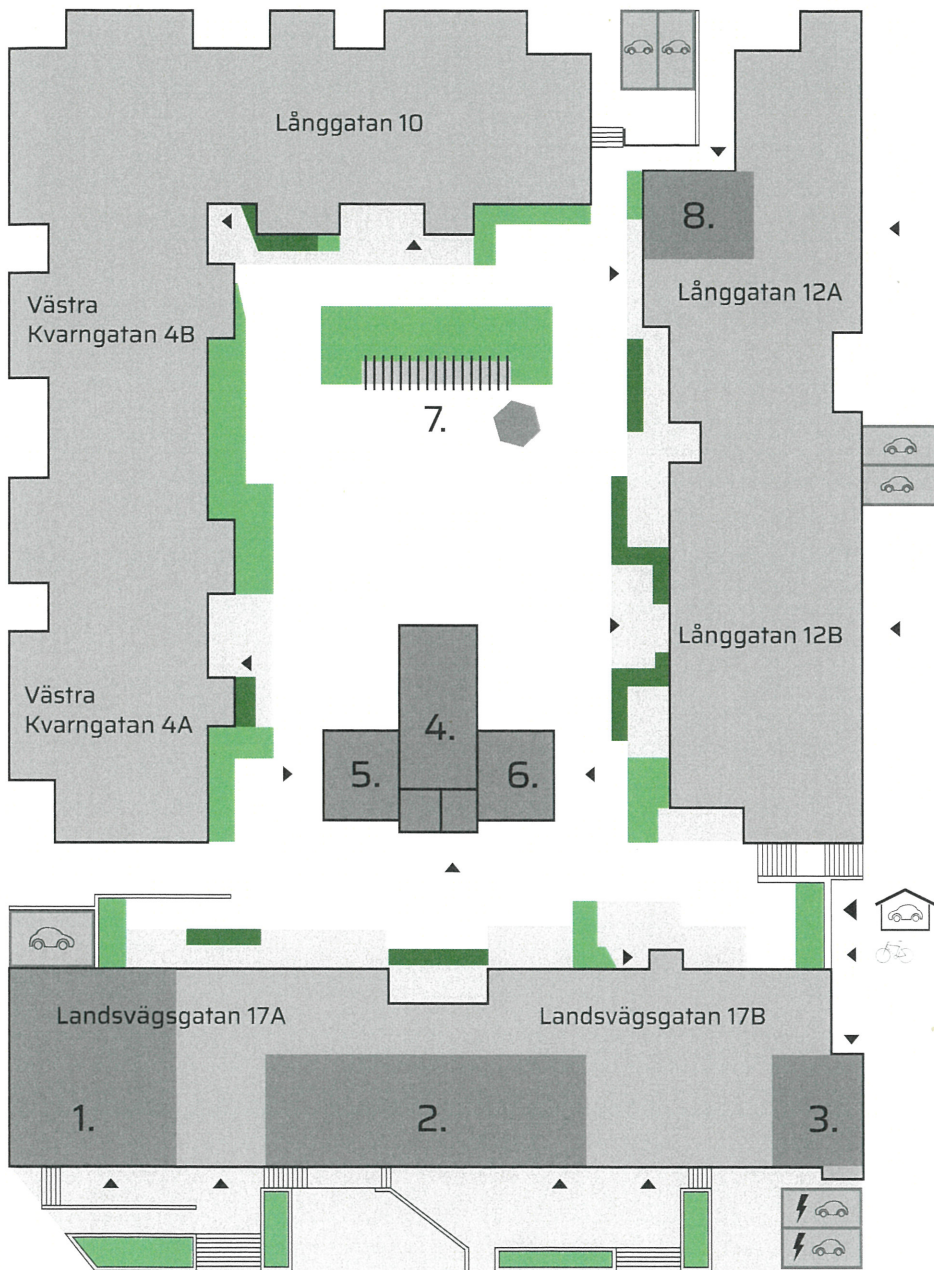 Långgatan 10
8.
Västra
Kvarngatan 4B
Långgatan 12A
7.
Långgatan 12B
Västra
Kvarngatan 4A
4.
5.
6.
Landsvägsgatan 17A
Landsvägsgatan 17B
1.
2.
3.